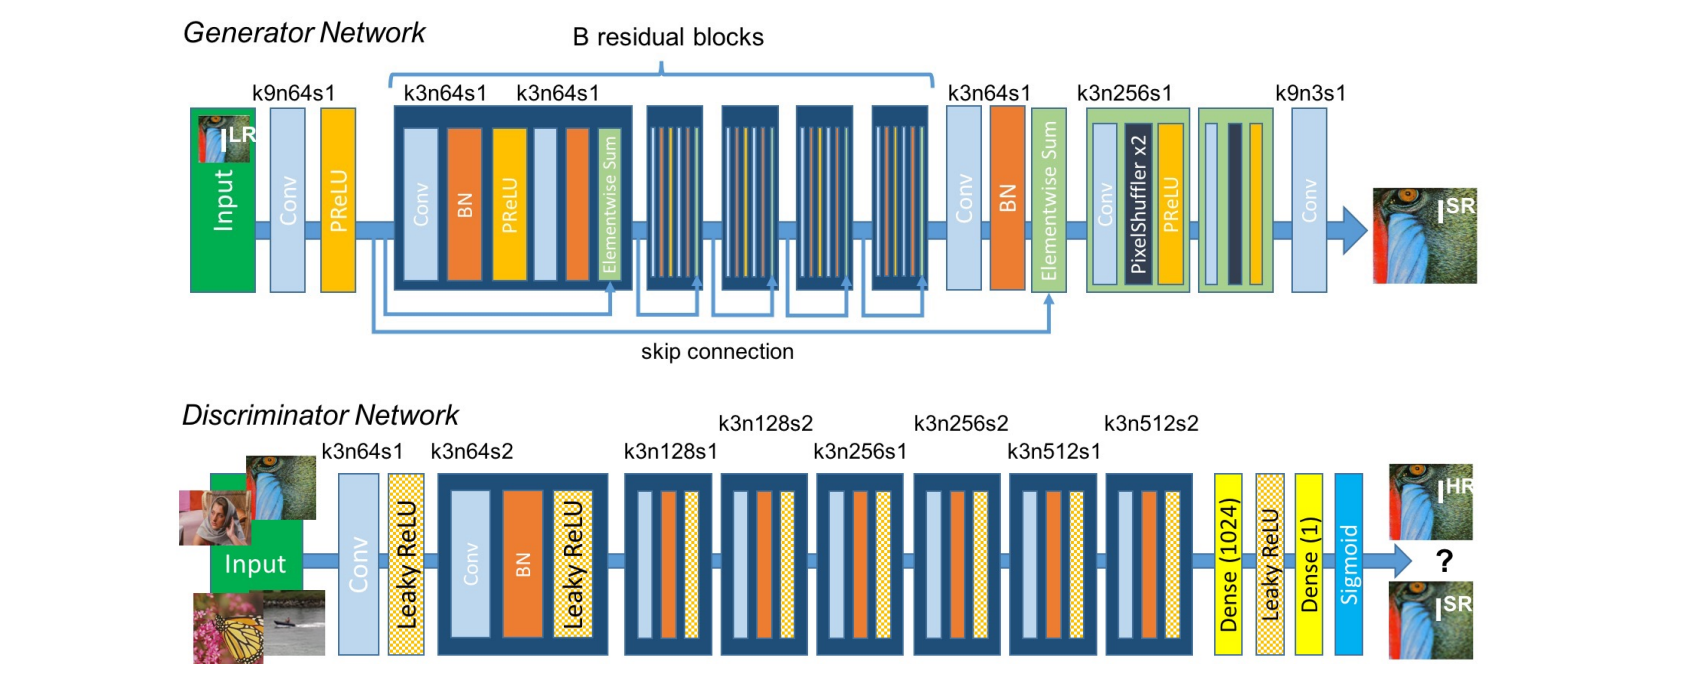 Generator Network
B residual blocks
k9n64s1
k3n64s1
k3n64s1
k3n64s1
k3n256s1
k9n3s1
I^LR
Input
Conv
PReLU
Conv
BN
PReLU
Elementwise Sum
Conv
BN
Elementwise Sum
Conv
PixelShuffler x2
PReLU
Conv
I^SR
skip connection
Discriminator Network
k3n64s1
k3n64s2
k3n128s1
k3n128s2
k3n256s1
k3n256s2
k3n512s1
k3n512s2
Input
Conv
Leaky ReLU
Conv
BN
Leaky ReLU
Dense (1024)
Leaky ReLU
Dense (1)
Sigmoid
I^HR
?
I^SR